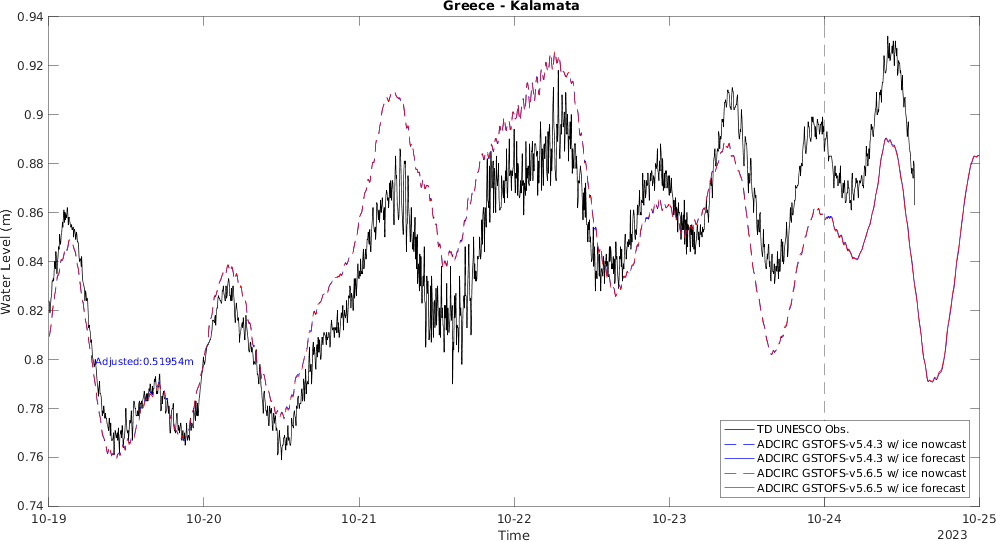 Greece - Kalamata
0.94
0.92
0.9
0.88
0.86
0.84
0.82
0.8
0.78
0.76
0.74
Water Level (m)
Adjusted:0.51954m
TD UNESCO Obs.
ADCIRC GSTOFS-v5.4.3 w/ ice nowcast
ADCIRC GSTOFS-v5.4.3 w/ ice forecast
ADCIRC GSTOFS-v5.6.5 w/ ice nowcast
ADCIRC GSTOFS-v5.6.5 w/ ice forecast
10-19 10-20 10-21 10-22 10-23 10-24 10-25
Time
2023